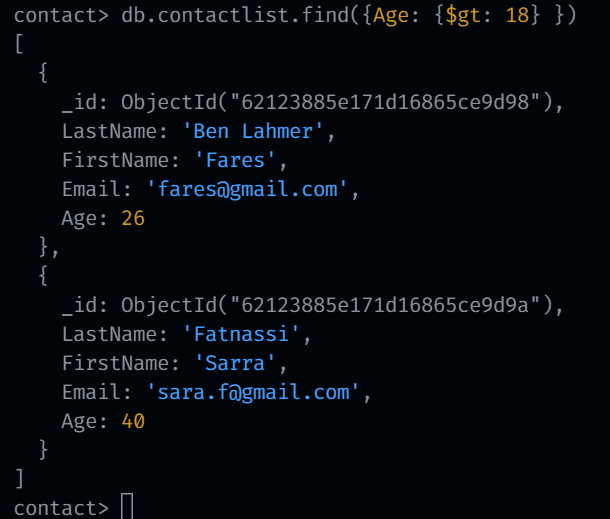 contact> db.contactlist.find({Age: {$gt: 18} })
[
  {
    _id: ObjectId("62123885e171d16865ce9d98"),
    LastName: 'Ben Lahmer',
    FirstName: 'Fares',
    Email: 'fares@gmail.com',
    Age: 26
  },
  {
    _id: ObjectId("62123885e171d16865ce9d9a"),
    LastName: 'Fatnassi',
    FirstName: 'Sarra',
    Email: 'sara.f@gmail.com',
    Age: 40
  }
]
contact>